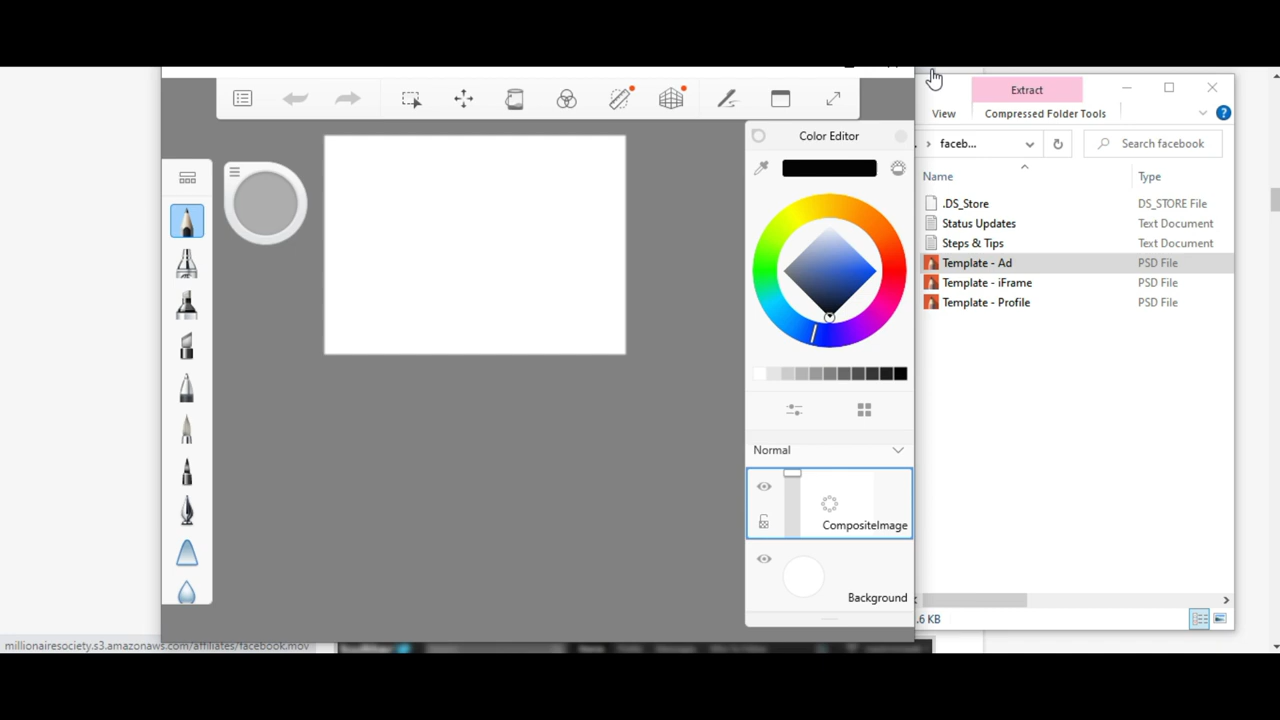 Color Editor
Normal
CompositeImage
Background
Extract
View
Compressed Folder Tools
faceb...
Search facebook
Name
Type
.DS_Store
DS_STORE File
Status Updates
Text Document
Steps & Tips
Text Document
Template - Ad
PSD File
Template - iFrame
PSD File
Template - Profile
PSD File
.6 KB
millionairesociety.s3.amazonaws.com/affiliates/facebook.mov